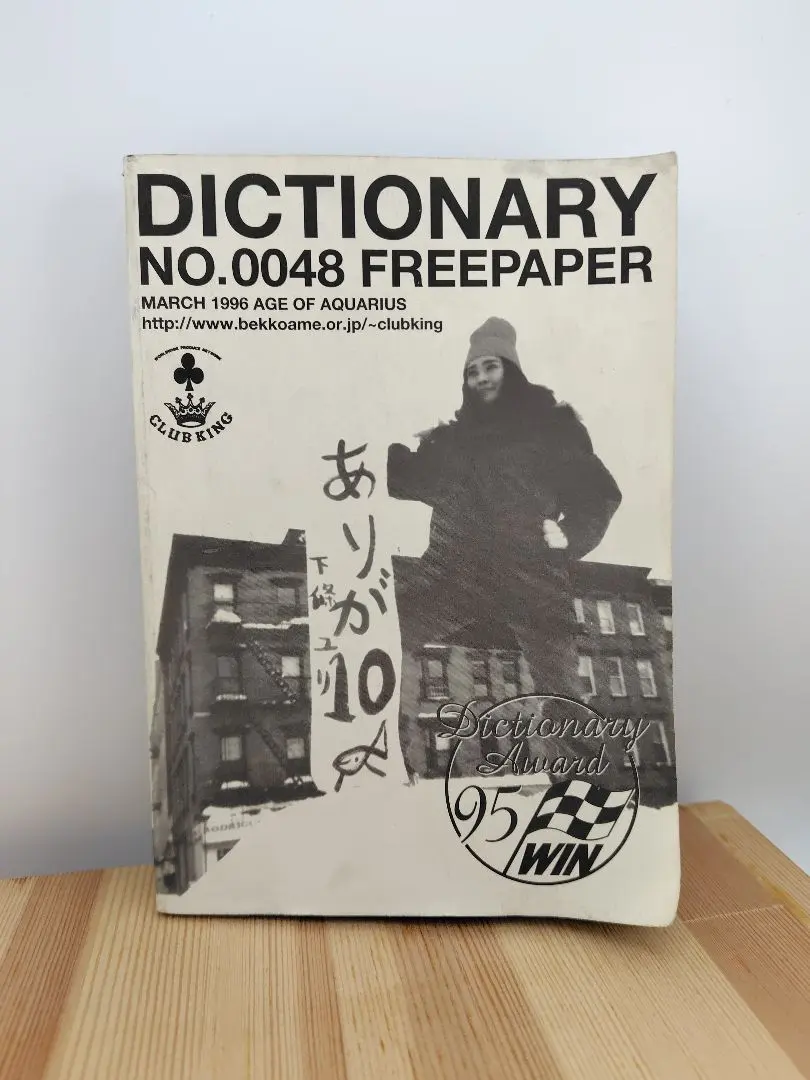 DICTIONARY
NO.0048 FREEPAPER
MARCH 1996 AGE OF AQUARIUS
http://www.bekkoame.or.jp/~clubking
CLUB KING
ありが10
下條ユリ
Dictionary
Award
95
WIN